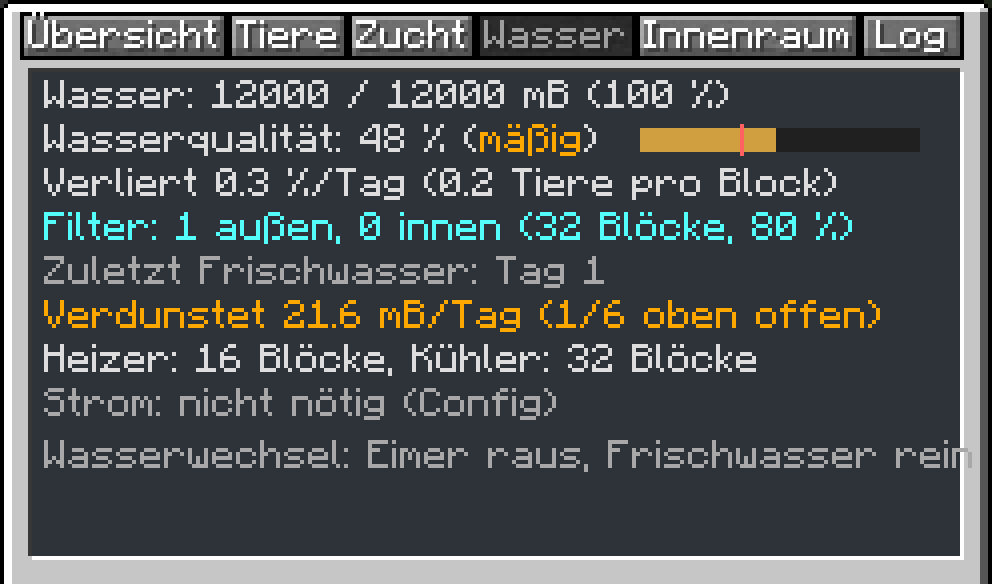 Übersicht Tiere Zucht Wasser Innenraum Log
Wasser: 12000 / 12000 mB (100 %)
Wasserqualität: 48 % (mäßig)
Verliert 0.3 %/Tag (0.2 Tiere pro Block)
Filter: 1 außen, 0 innen (32 Blöcke, 80 %)
Zuletzt Frischwasser: Tag 1
Verdunstet 21.6 mB/Tag (1/6 oben offen)
Heizer: 16 Blöcke, Kühler: 32 Blöcke
Strom: nicht nötig (Config)
Wasserwechsel: Eimer raus, Frischwasser rein